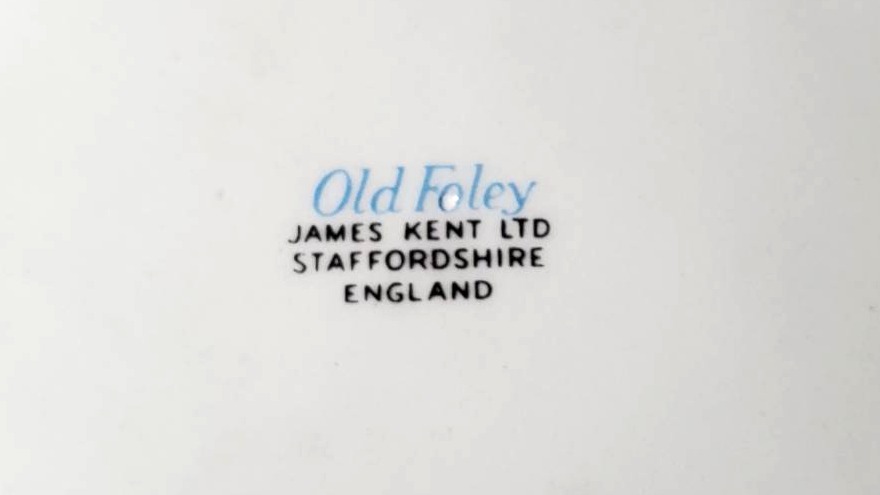 Old Foley
JAMES KENT LTD
STAFFORDSHIRE
ENGLAND